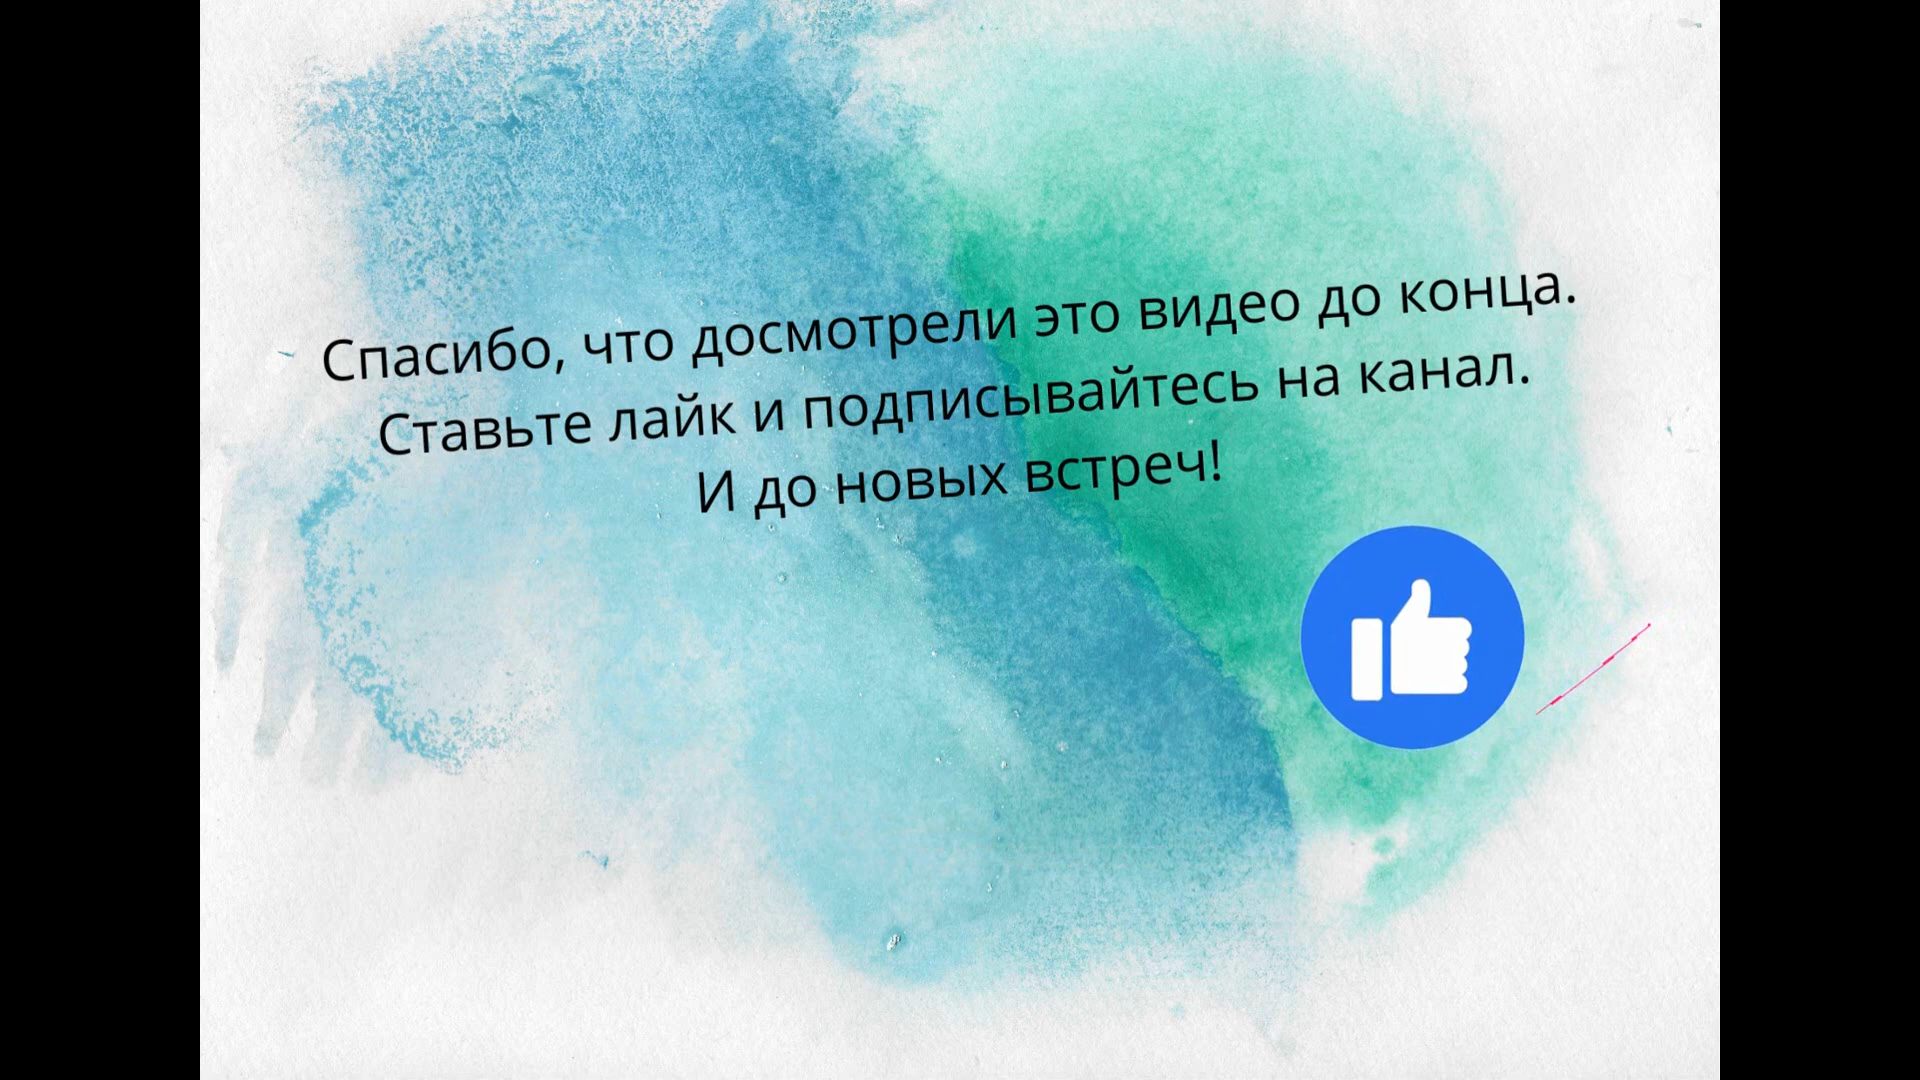 Спасибо, что досмотрели это видео до конца.
Ставьте лайк и подписывайтесь на канал.
И до новых встреч!